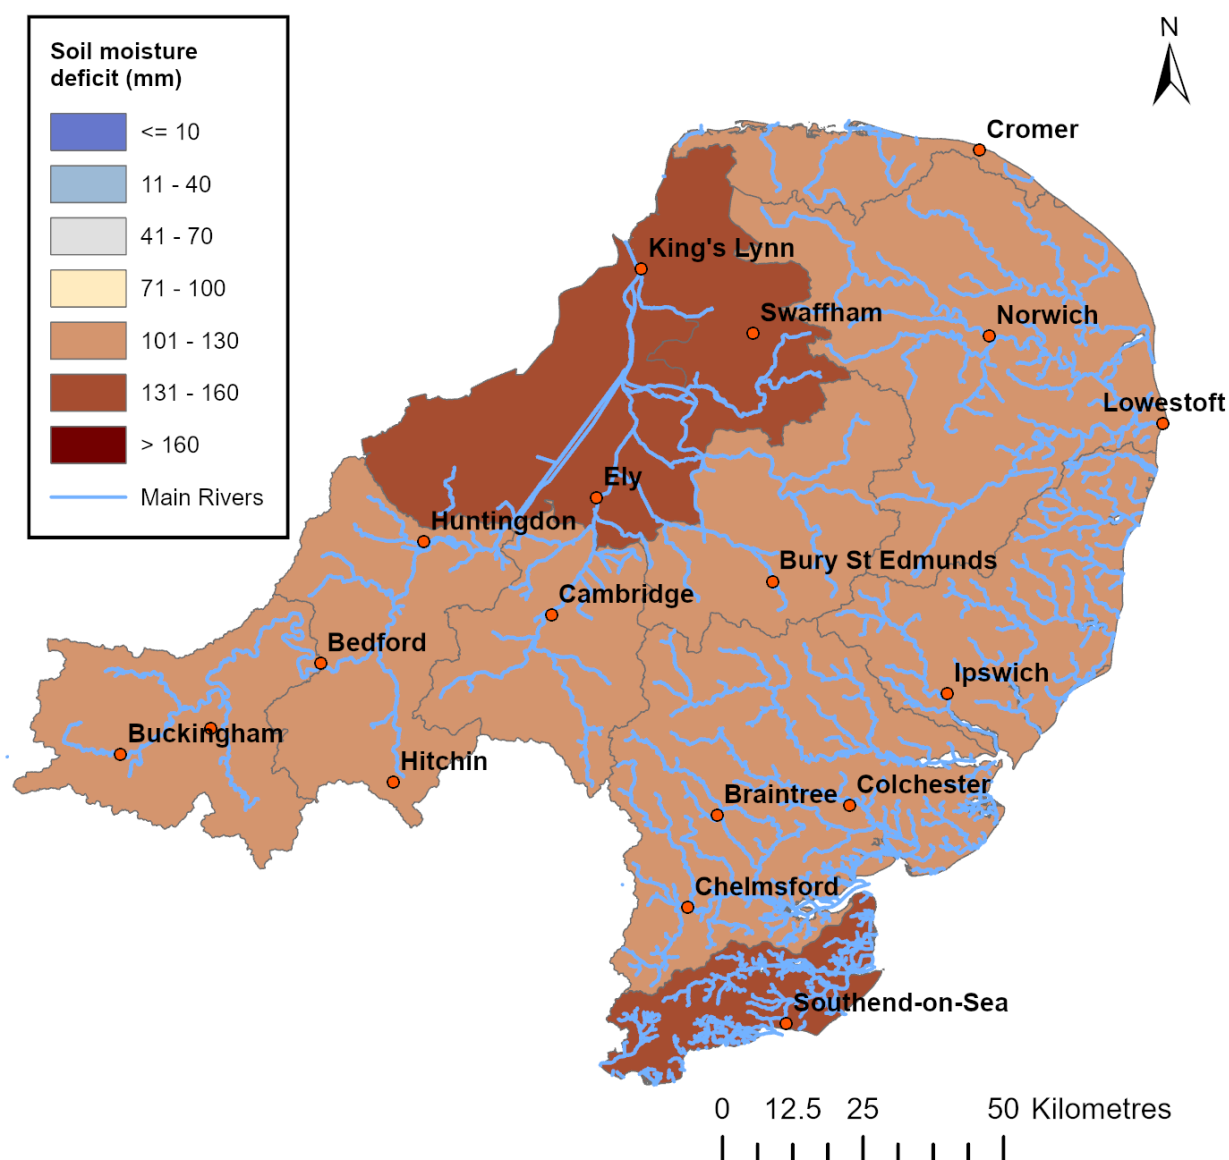 Soil moisture
deficit (mm)
<= 10
11 - 40
41 - 70
71 - 100
101 - 130
131 - 160
> 160
Main Rivers
N
Cromer
King's Lynn
Swaffham
Norwich
Lowestoft
Ely
Huntingdon
Bury St Edmunds
Cambridge
Bedford
Ipswich
Buckingham
Hitchin
Colchester
Braintree
Chelmsford
Southend-on-Sea
0 12.5 25 50 Kilometres